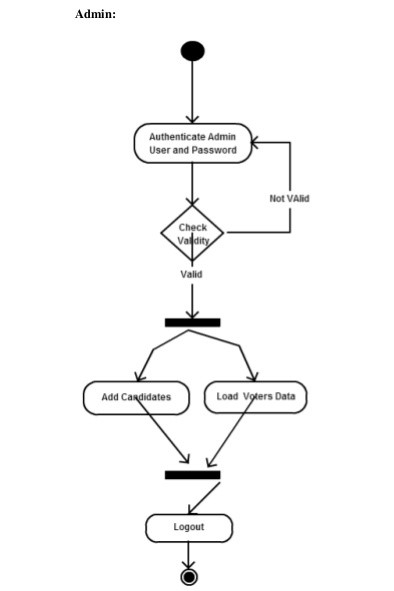 Admin:
Authenticate Admin
User and Password
Not VAlid
Check
Validity
Valid
Add Candidates
Load Voters Data
Logout